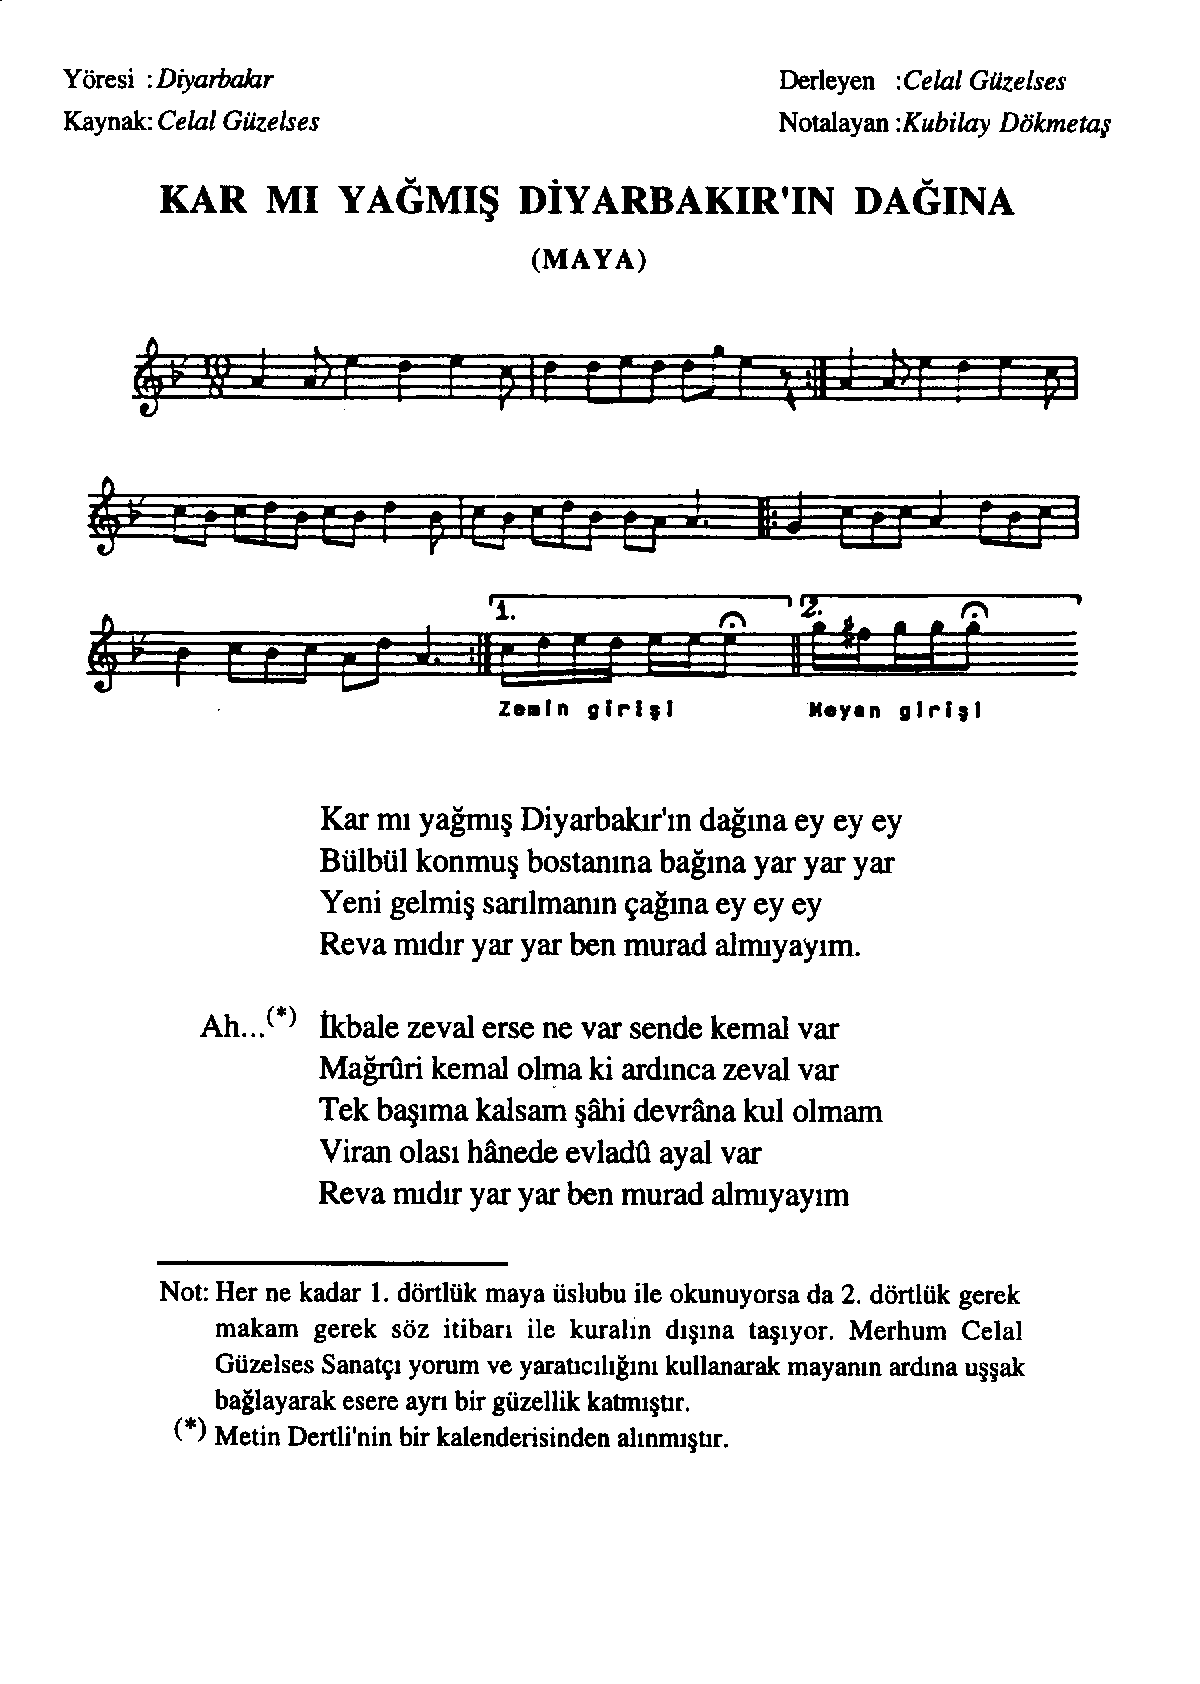 Yöresi : Diyarbakır
Kaynak: Celal Güzelses
Derleyen : Celal Güzelses
Notalayan : Kubilay Dökmetaş
KAR MI YAĞMIŞ DİYARBAKIR'IN DAĞINA
(MAYA)
10
8
1. 2.
Zemin girişi Meyan girişi
Kar mı yağmış Diyarbakır'ın dağına ey ey ey
Bülbül konmuş bostanına bağına yar yar yar
Yeni gelmiş sarılmanın çağına ey ey ey
Reva mıdır yar yar ben murad almıyayım.
Ah...(*) İkbale zeval erse ne var sende kemal var
Mağrûri kemal olma ki ardınca zeval var
Tek başıma kalsam şâhi devrâna kul olmam
Viran olası hânede evladû ayal var
Reva mıdır yar yar ben murad almıyayım
Not: Her ne kadar 1. dörtlük maya üslubu ile okunuyorsa da 2. dörtlük gerek
makam gerek söz itibarı ile kuralın dışına taşıyor. Merhum Celal
Güzelses Sanatçı yorum ve yaratıcılığını kullanarak mayanın ardına uşşak
bağlayarak esere ayrı bir güzellik katmıştır.
(*) Metin Dertli'nin bir kalenderisinden alınmıştır.